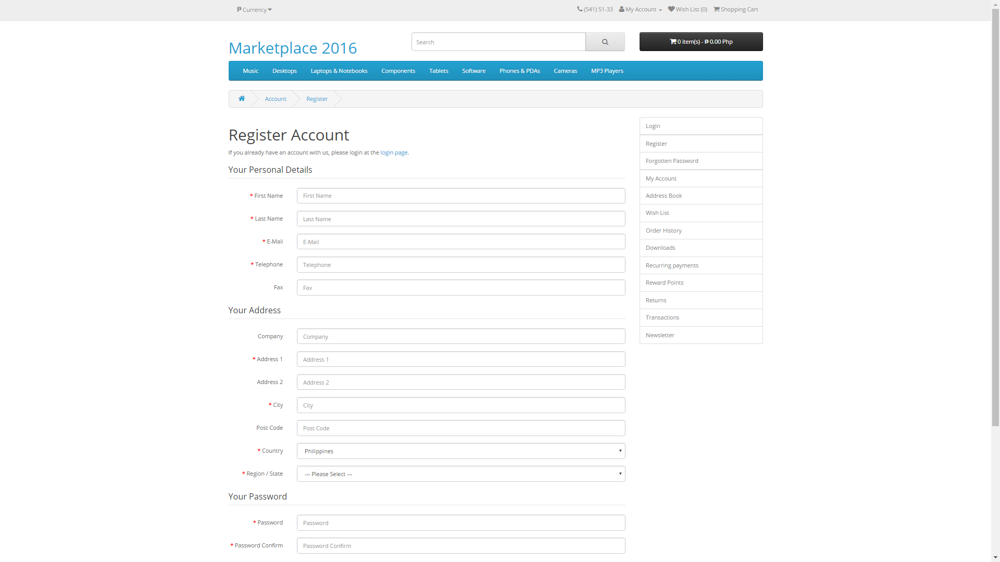 ₱ Currency
(541) 51-33 My Account Wish List (0) Shopping Cart
Marketplace 2016
Search
0 item(s) - ₱ 0.00 Php
Music Desktops Laptops & Notebooks Components Tablets Software Phones & PDAs Cameras MP3 Players
Account Register
Register Account
If you already have an account with us, please login at the login page.
Your Personal Details
* First Name First Name
* Last Name Last Name
* E-Mail E-Mail
* Telephone Telephone
Fax Fax
Your Address
Company Company
* Address 1 Address 1
Address 2 Address 2
* City City
Post Code Post Code
* Country Philippines
* Region / State --- Please Select ---
Your Password
* Password Password
* Password Confirm Password Confirm
Login
Register
Forgotten Password
My Account
Address Book
Wish List
Order History
Downloads
Recurring payments
Reward Points
Returns
Transactions
Newsletter